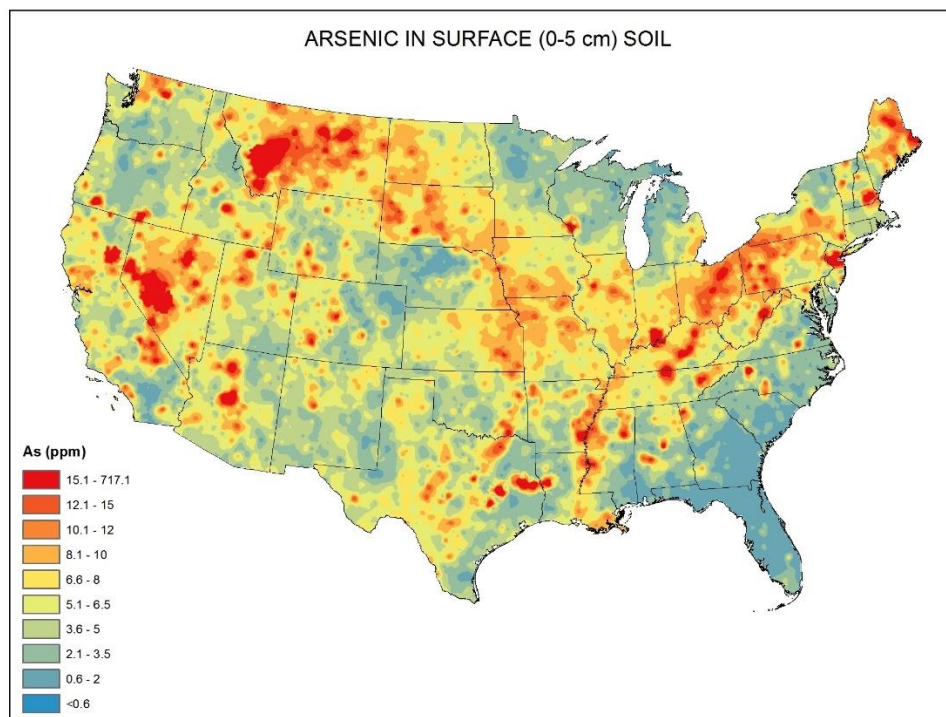 ARSENIC IN SURFACE (0-5 cm) SOIL
As (ppm)
15.1 - 717.1
12.1 - 15
10.1 - 12
8.1 - 10
6.6 - 8
5.1 - 6.5
3.6 - 5
2.1 - 3.5
0.6 - 2
<0.6